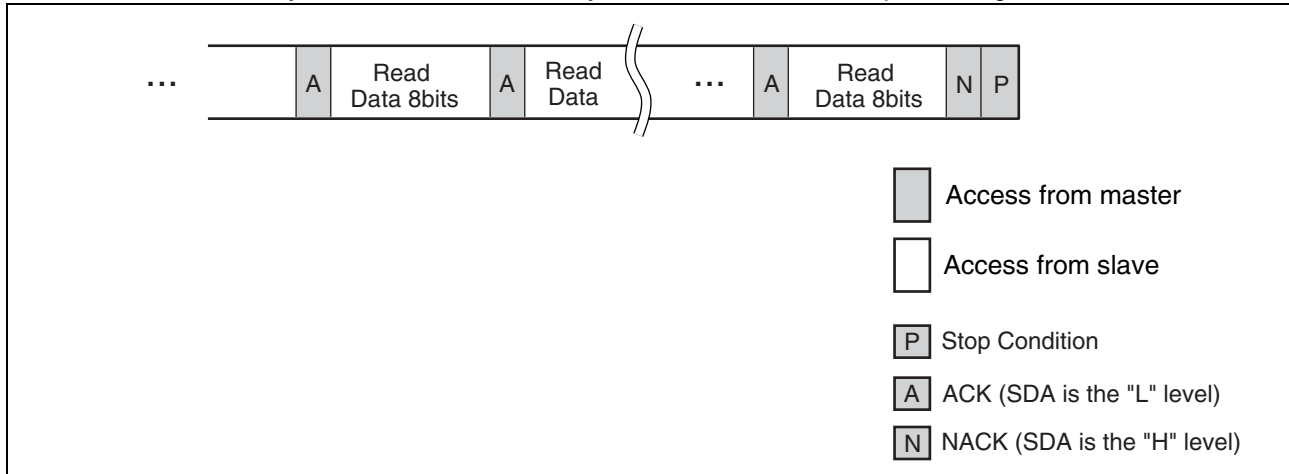 ... A Read Data 8bits A Read Data ... A Read Data 8bits N P
Access from master
Access from slave
P Stop Condition
A ACK (SDA is the "L" level)
N NACK (SDA is the "H" level)